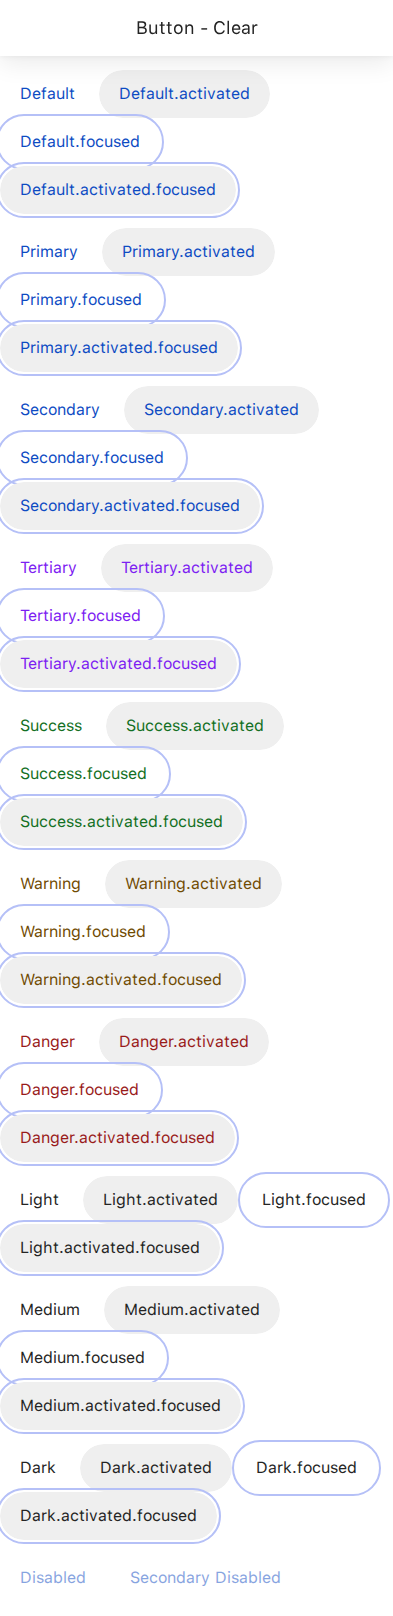 Button - Clear
Default Default.activated
Default.focused
Default.activated.focused
Primary Primary.activated
Primary.focused
Primary.activated.focused
Secondary Secondary.activated
Secondary.focused
Secondary.activated.focused
Tertiary Tertiary.activated
Tertiary.focused
Tertiary.activated.focused
Success Success.activated
Success.focused
Success.activated.focused
Warning Warning.activated
Warning.focused
Warning.activated.focused
Danger Danger.activated
Danger.focused
Danger.activated.focused
Light Light.activated Light.focused
Light.activated.focused
Medium Medium.activated
Medium.focused
Medium.activated.focused
Dark Dark.activated Dark.focused
Dark.activated.focused
Disabled Secondary Disabled